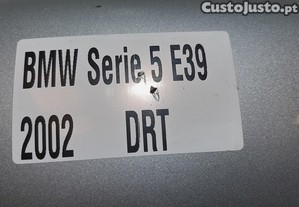 CustoJusto.pt
BMW Serie 5 E39
2002 DRT